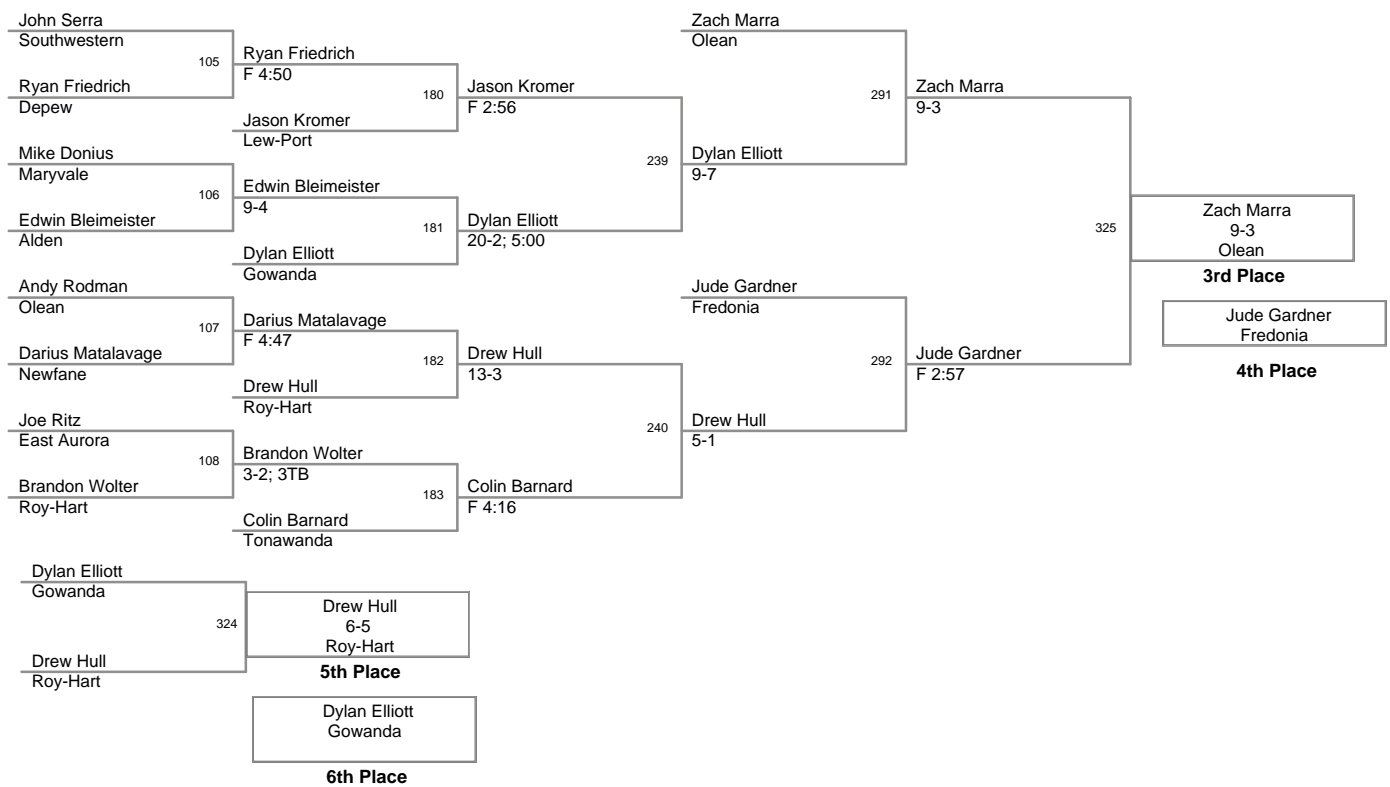 John Serra
Southwestern
105
Ryan Friedrich
Depew
Mike Donius
Maryvale
106
Edwin Bleimeister
Alden
Andy Rodman
Olean
107
Darius Matalavage
Newfane
Joe Ritz
East Aurora
108
Brandon Wolter
Roy-Hart
Ryan Friedrich
F 4:50
180
Jason Kromer
Lew-Port
Edwin Bleimeister
9-4
181
Dylan Elliott
Gowanda
Darius Matalavage
F 4:47
182
Drew Hull
Roy-Hart
Brandon Wolter
3-2; 3TB
183
Colin Barnard
Tonawanda
Jason Kromer
F 2:56
239
Dylan Elliott
20-2; 5:00
Drew Hull
13-3
240
Colin Barnard
F 4:16
Zach Marra
Olean
291
Dylan Elliott
9-7
Jude Gardner
Fredonia
292
Drew Hull
5-1
Zach Marra
9-3
325
Jude Gardner
F 2:57
Zach Marra
9-3
Olean
3rd Place
Jude Gardner
Fredonia
4th Place
Dylan Elliott
Gowanda
324
Drew Hull
Roy-Hart
Drew Hull
6-5
Roy-Hart
5th Place
Dylan Elliott
Gowanda
6th Place